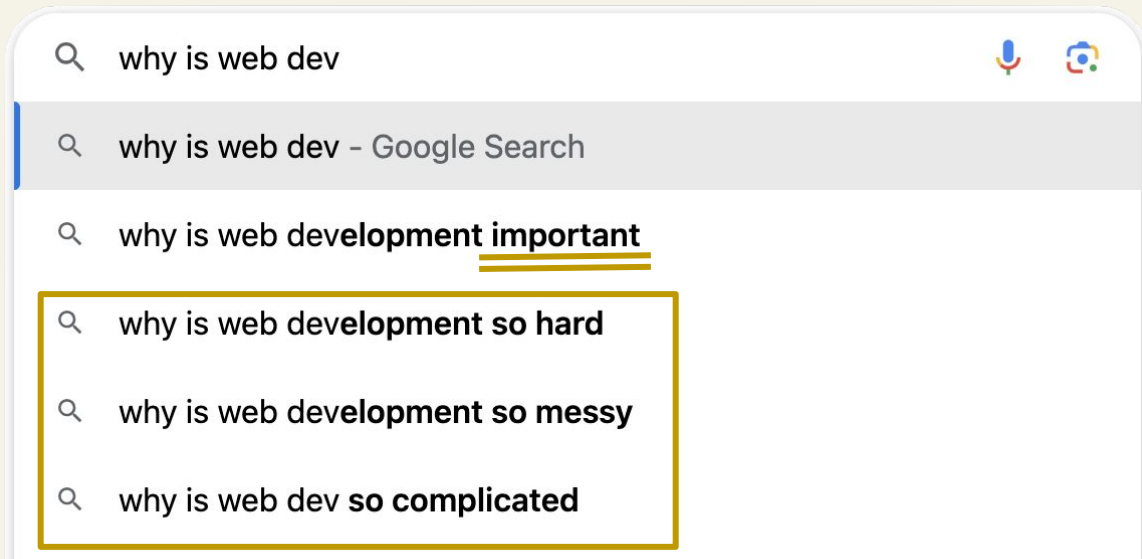 why is web dev
why is web dev - Google Search
why is web development important
why is web development so hard
why is web development so messy
why is web dev so complicated